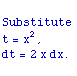 Substitute
t = x²,
dt = 2 x dx.